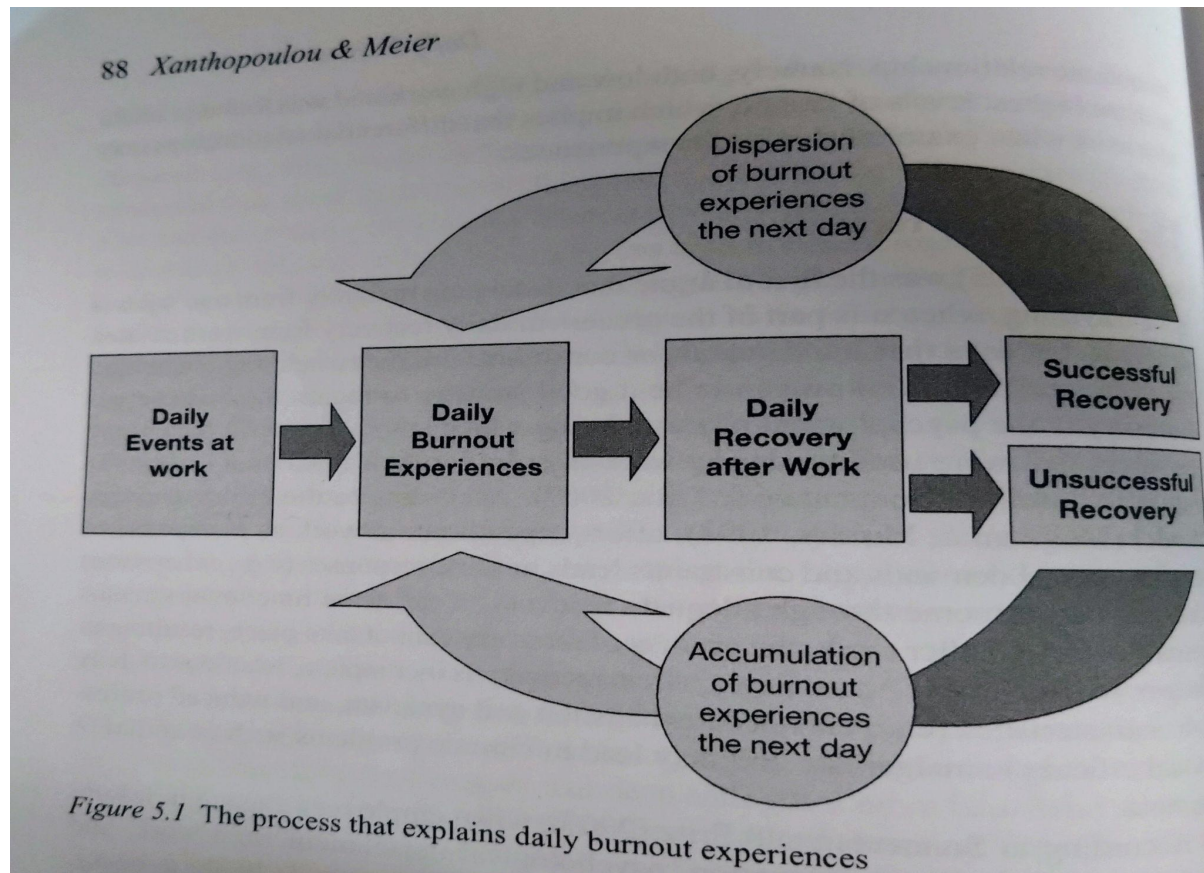 88 Xanthopoulou & Meier
Dispersion
of burnout
experiences
the next day
Daily
Events at
work
Daily
Burnout
Experiences
Daily
Recovery
after Work
Successful
Recovery
Unsuccessful
Recovery
Accumulation
of burnout
experiences
the next day
Figure 5.1 The process that explains daily burnout experiences